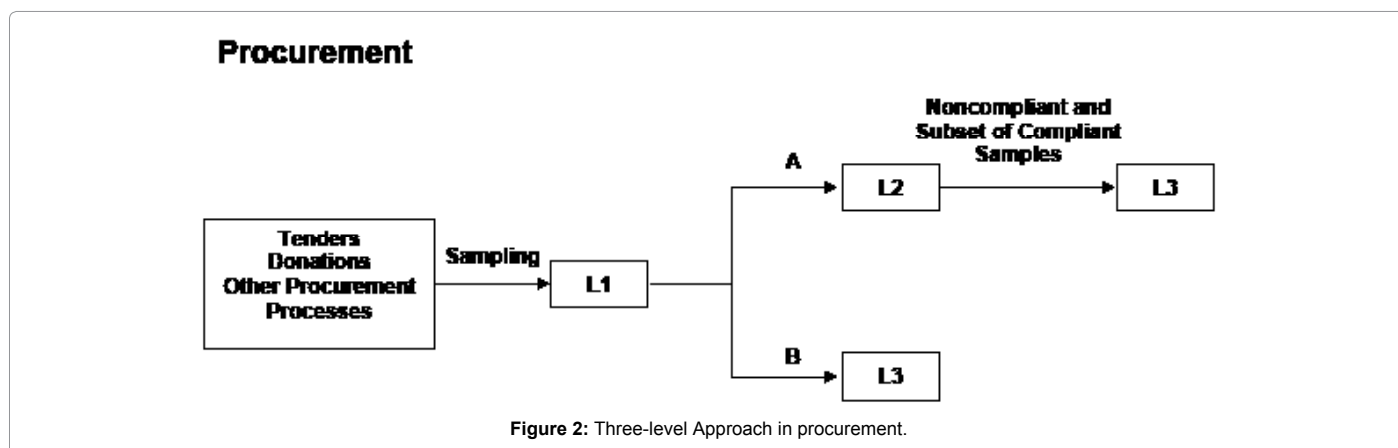 Procurement
Tenders
Donations
Other Procurement
Processes
Sampling
L1
A
L2
Noncompliant and
Subset of Compliant
Samples
L3
B
L3
Figure 2: Three-level Approach in procurement.